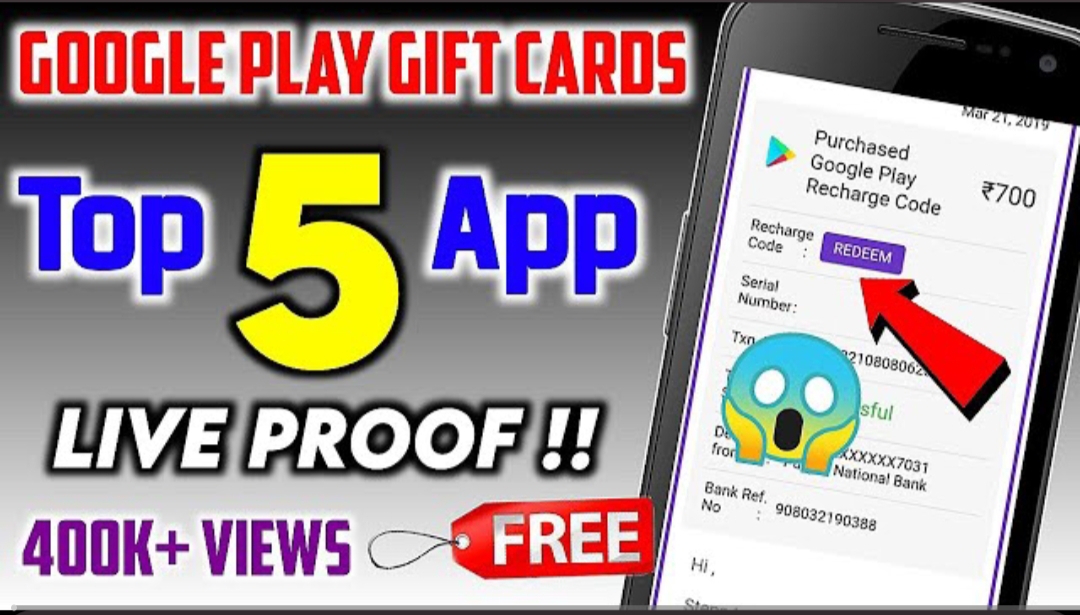 GOOGLE PLAY GIFT CARDS
Top 5 App
LIVE PROOF !!
400K+ VIEWS
FREE
Mar 21, 2019
Purchased
Google Play
Recharge Code
₹700
Recharge
Code :
REDEEM
Serial
Number:
Txn
sful
XXXXXX7031
National Bank
Bank Ref.
No :
908032190388
Hi ,